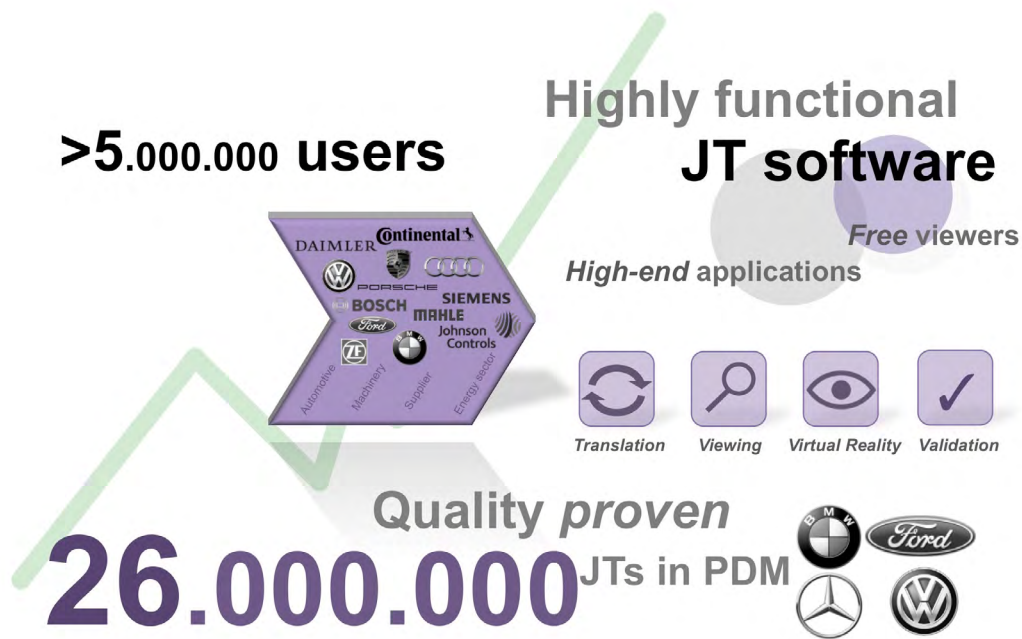 Highly functional
>5.000.000 users
JT software
Free viewers
High-end applications
DAIMLER
Continental
PORSCHE
BOSCH
SIEMENS
MAHLE
Ford
Johnson
Controls
ZF
BMW
Automotive
Machinery
Supplier
Energy sector
Translation
Viewing
Virtual Reality
Validation
Quality proven
26.000.000 JTs in PDM
BMW
Ford